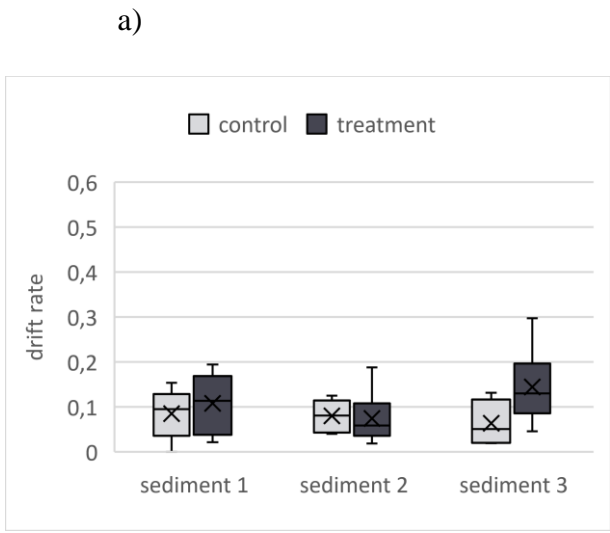 a)
control treatment
0,6
0,5
0,4
0,3
0,2
0,1
0
drift rate
sediment 1 sediment 2 sediment 3